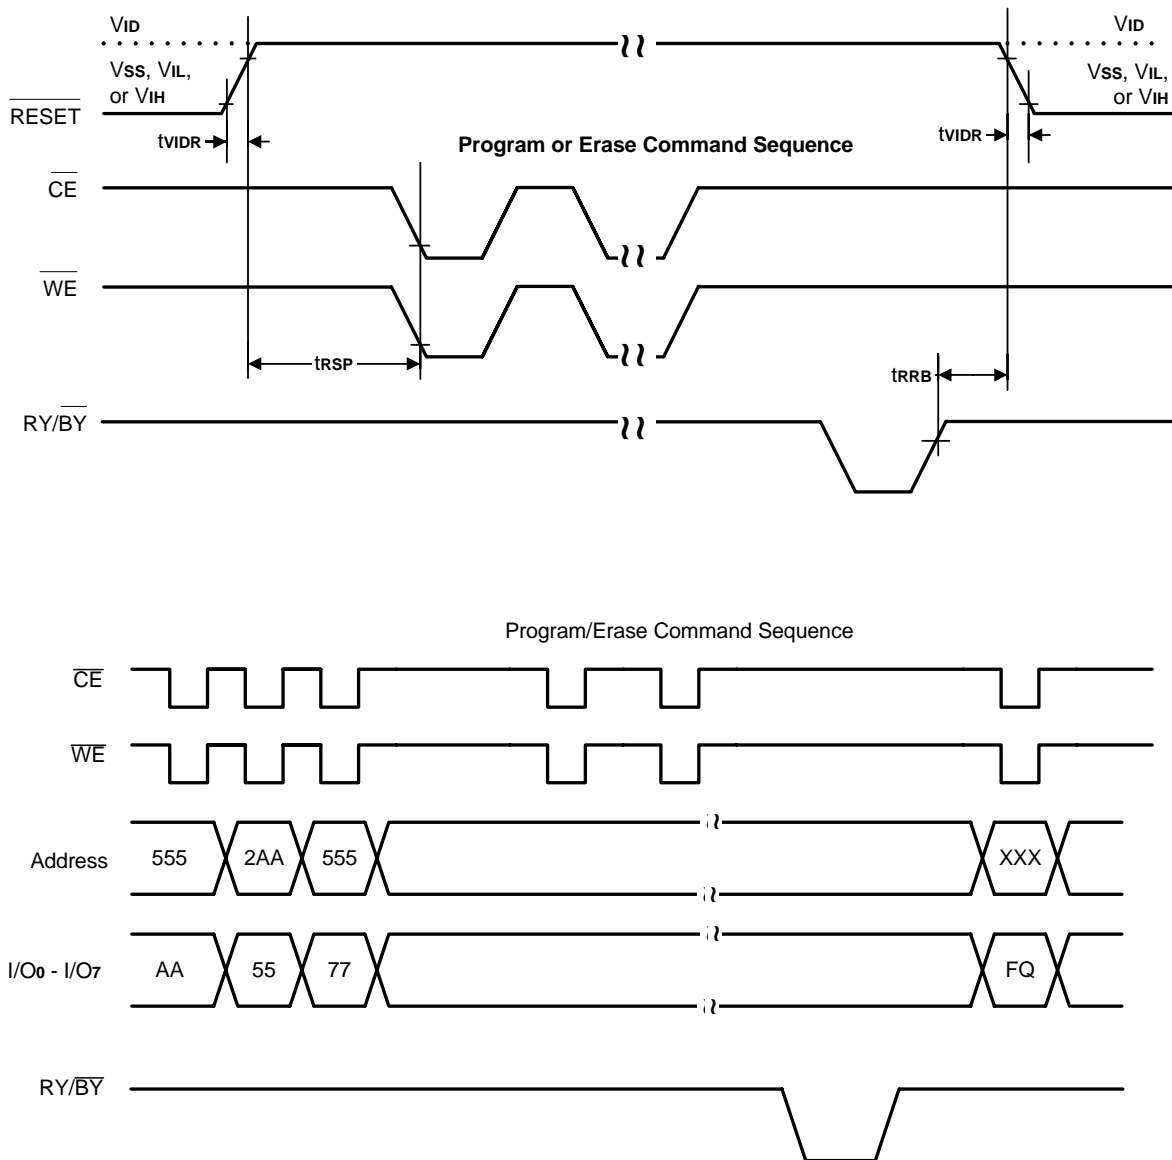 VID
VID
VSS, VIL,
or VIH
VSS, VIL,
or VIH
RESET
tVIDR
tVIDR
Program or Erase Command Sequence
CE
WE
tRSP
tRRB
RY/BY
Program/Erase Command Sequence
CE
WE
Address
555
2AA
555
XXX
I/O0 - I/O7
AA
55
77
FQ
RY/BY